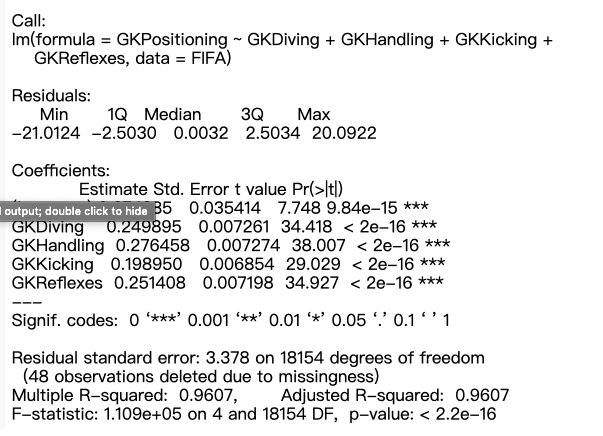 Call:
lm(formula = GKPositioning ~ GKDiving + GKHandling + GKKicking +
GKReflexes, data = FIFA)
Residuals:
Min 1Q Median 3Q Max
−21.0124 −2.5030 0.0032 2.5034 20.0922
Coefficients:
Estimate Std. Error t value Pr(>|t|)
output; double click to hide 85 0.035414 7.748 9.84e−15 ***
GKDiving 0.249895 0.007261 34.418 < 2e−16 ***
GKHandling 0.276458 0.007274 38.007 < 2e−16 ***
GKKicking 0.198950 0.006854 29.029 < 2e−16 ***
GKReflexes 0.251408 0.007198 34.927 < 2e−16 ***
−−−
Signif. codes: 0 ‘***’ 0.001 ‘**’ 0.01 ‘*’ 0.05 ‘.’ 0.1 ‘ ’ 1
Residual standard error: 3.378 on 18154 degrees of freedom
(48 observations deleted due to missingness)
Multiple R−squared: 0.9607, Adjusted R−squared: 0.9607
F−statistic: 1.109e+05 on 4 and 18154 DF, p−value: < 2.2e−16